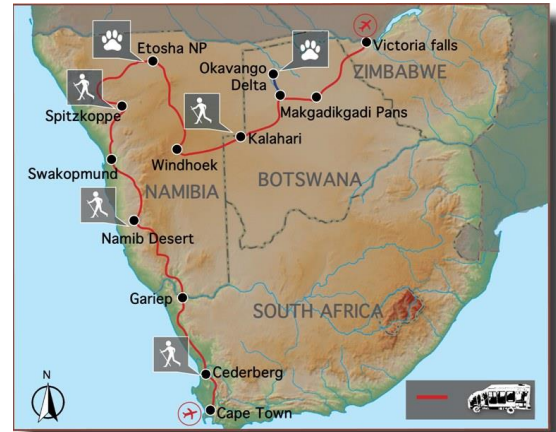 Victoria falls
Etosha NP
Okavango
Delta
ZIMBABWE
Makgadikgadi Pans
Spitzkoppe
Kalahari
Windhoek
Swakopmund
NAMIBIA
BOTSWANA
Namib Desert
Gariep
SOUTH AFRICA
Cederberg
N
Cape Town